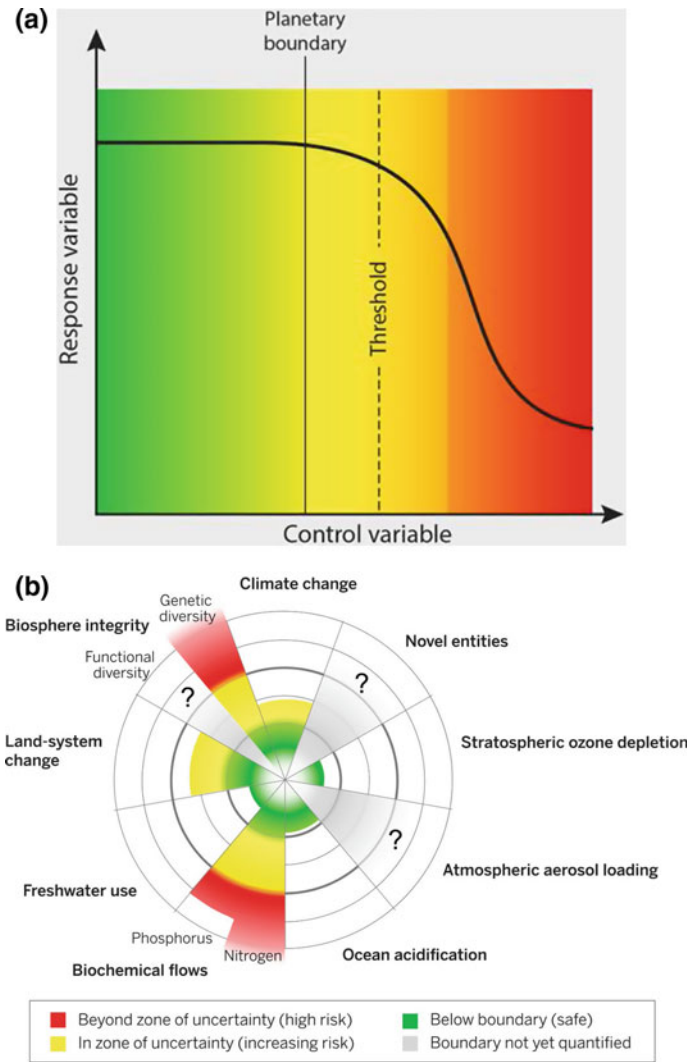 (a)
Planetary
boundary
Response variable
Threshold
Control variable
(b)
Climate change
Genetic
diversity
Biosphere integrity
Functional
diversity
Novel entities
?
?
Land-system
change
Stratospheric ozone depletion
?
Atmospheric aerosol loading
Freshwater use
Phosphorus
Nitrogen
Biochemical flows
Ocean acidification
Beyond zone of uncertainty (high risk)
Below boundary (safe)
In zone of uncertainty (increasing risk)
Boundary not yet quantified